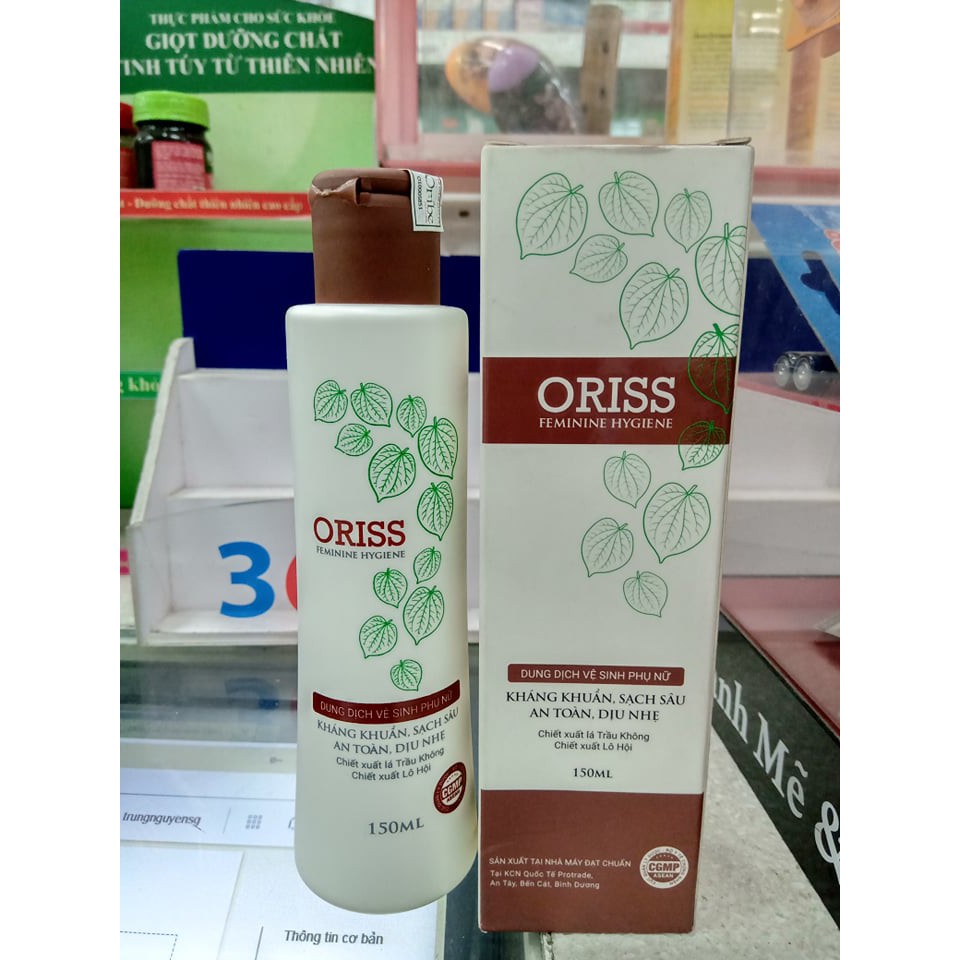 THỰC PHẨM CHO SỨC KHỎE
GIỌT DƯỠNG CHẤT
TINH TÚY TỪ THIÊN NHIÊN
- Dưỡng chất thiên nhiên cao cấp
3
ORISS
FEMININE HYGIENE
DUNG DỊCH VỆ SINH PHỤ NỮ
KHÁNG KHUẨN, SẠCH SÂU
AN TOÀN, DỊU NHẸ
Chiết xuất lá Trầu Không
Chiết xuất Lô Hội
CGMP
ASEAN
150ML
ORISS
FEMININE HYGIENE
DUNG DỊCH VỆ SINH PHỤ NỮ
KHÁNG KHUẨN, SẠCH SÂU
AN TOÀN, DỊU NHẸ
Chiết xuất lá Trầu Không
Chiết xuất Lô Hội
150ML
SẢN XUẤT TẠI NHÀ MÁY ĐẠT CHUẨN
Tại KCN Quốc Tế Protrade,
An Tây, Bến Cát, Bình Dương
CGMP
ASEAN
Mẽ &
trungnguyensq
Thông tin cơ bản